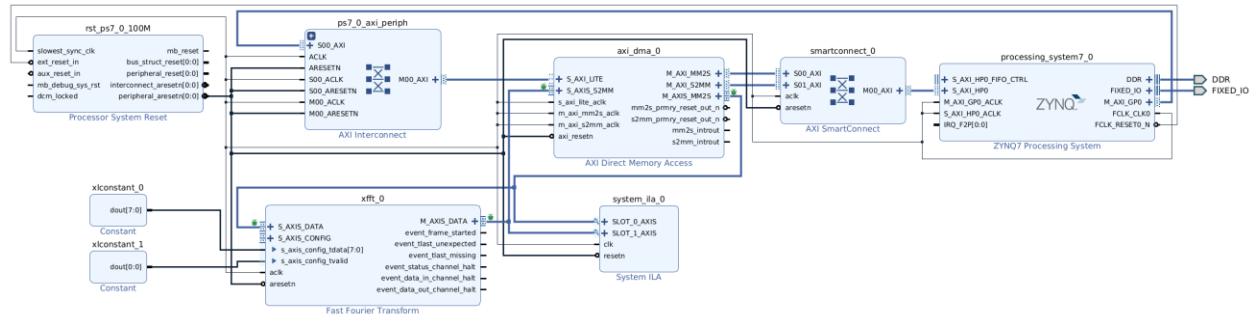 rst_ps7_0_100M
slowest_sync_clk
ext_reset_in
aux_reset_in
mb_debug_sys_rst
dcm_locked
mb_reset
bus_struct_reset[0:0]
peripheral_reset[0:0]
interconnect_aresetn[0:0]
peripheral_aresetn[0:0]
Processor System Reset
ps7_0_axi_periph
S00_AXI
ACLK
ARESETN
S00_ACLK
S00_ARESETN
M00_ACLK
M00_ARESETN
M00_AXI
AXI Interconnect
axi_dma_0
S_AXI_LITE
S_AXIS_S2MM
s_axi_lite_aclk
m_axi_mm2s_aclk
m_axi_s2mm_aclk
axi_resetn
M_AXI_MM2S
M_AXI_S2MM
M_AXIS_MM2S
mm2s_prmry_reset_out_n
s2mm_prmry_reset_out_n
mm2s_introut
s2mm_introut
AXI Direct Memory Access
smartconnect_0
S00_AXI
S01_AXI
aclk
aresetn
M00_AXI
AXI SmartConnect
processing_system7_0
S_AXI_HP0_FIFO_CTRL
S_AXI_HP0
M_AXI_GP0_ACLK
S_AXI_HP0_ACLK
IRQ_F2P[0:0]
ZYNQ
DDR
FIXED_IO
M_AXI_GP0
FCLK_CLK0
FCLK_RESET0_N
ZYNQ7 Processing System
DDR
FIXED_IO
xlconstant_0
dout[7:0]
Constant
xlconstant_1
dout[0:0]
Constant
xfft_0
S_AXIS_DATA
S_AXIS_CONFIG
s_axis_config_tdata[7:0]
s_axis_config_tvalid
aclk
aresetn
M_AXIS_DATA
event_frame_started
event_tlast_unexpected
event_tlast_missing
event_status_channel_halt
event_data_in_channel_halt
event_data_out_channel_halt
Fast Fourier Transform
system_ila_0
SLOT_0_AXIS
SLOT_1_AXIS
clk
resetn
System ILA